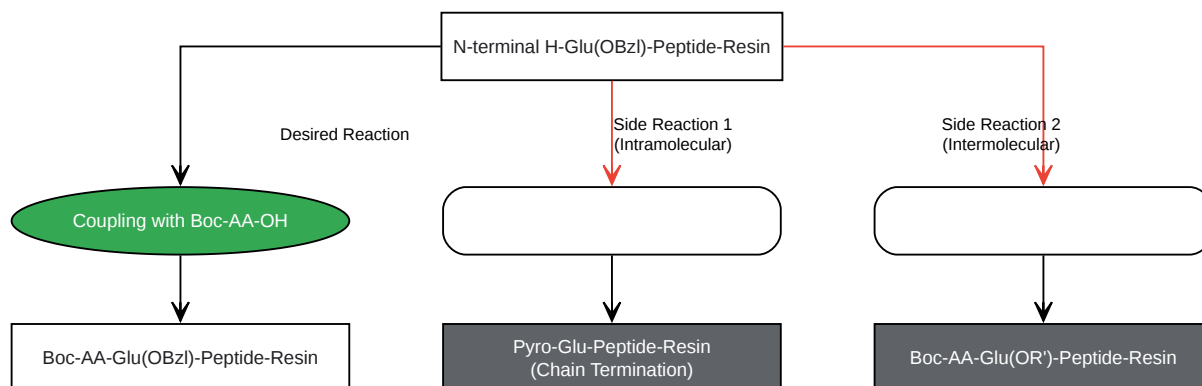 N-terminal H-Glu(OBzl)-Peptide-Resin
Desired Reaction
Side Reaction 1
(Intramolecular)
Side Reaction 2
(Intermolecular)
Coupling with Boc-AA-OH
Boc-AA-Glu(OBzl)-Peptide-Resin
Pyro-Glu-Peptide-Resin
(Chain Termination)
Boc-AA-Glu(OR')-Peptide-Resin